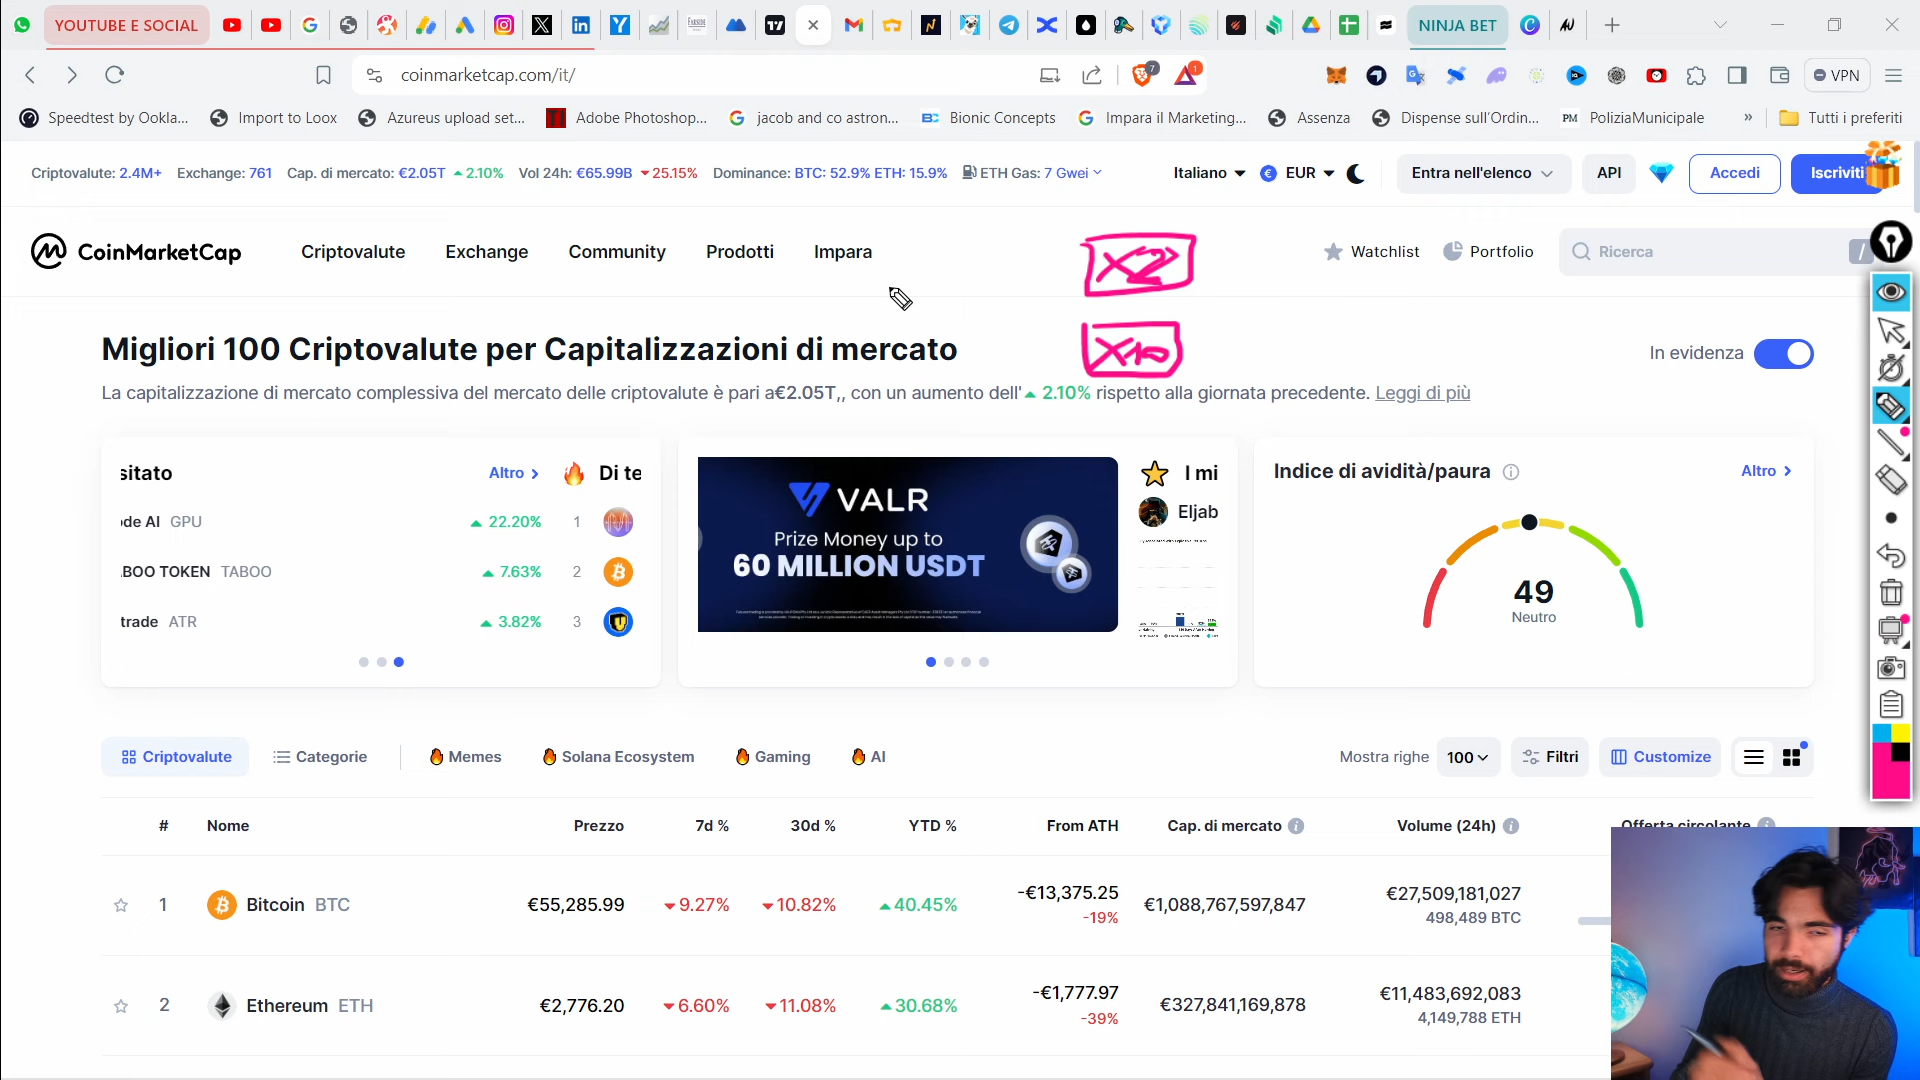 YOUTUBE E SOCIAL
NINJA BET
coinmarketcap.com/it/
7
1
VPN
Speedtest by Ookla...
Import to Loox
Azureus upload set...
Adobe Photoshop...
jacob and co astron...
Bionic Concepts
Impara il Marketing...
Assenza
Dispense sull'Ordin...
PM PoliziaMunicipale
»
Tutti i preferiti
Criptovalute: 2.4M+ Exchange: 761 Cap. di mercato: €2.05T 2.10% Vol 24h: €65.99B 25.15% Dominance: BTC: 52.9% ETH: 15.9% ETH Gas: 7 Gwei
Italiano
EUR
Entra nell'elenco
API
Accedi
Iscriviti
CoinMarketCap
Criptovalute
Exchange
Community
Prodotti
Impara
X2
Watchlist
Portfolio
Ricerca
/
X10
Migliori 100 Criptovalute per Capitalizzazioni di mercato
In evidenza
La capitalizzazione di mercato complessiva del mercato delle criptovalute è pari a€2.05T,, con un aumento dell' 2.10% rispetto alla giornata precedente. Leggi di più
sitato
Altro >
Di te
de AI GPU 22.20% 1
BOO TOKEN TABOO 7.63% 2
trade ATR 3.82% 3
VALR
Prize Money up to
60 MILLION USDT
I mi
Eljab
Indice di avidità/paura
Altro >
49
Neutro
Criptovalute
Categorie
Memes
Solana Ecosystem
Gaming
AI
Mostra righe
100
Filtri
Customize
# Nome Prezzo 7d % 30d % YTD % From ATH Cap. di mercato Volume (24h) Offerta circolante
1 Bitcoin BTC €55,285.99 9.27% 10.82% 40.45% -€13,375.25 €1,088,767,597,847 €27,509,181,027
-19% 498,489 BTC
2 Ethereum ETH €2,776.20 6.60% 11.08% 30.68% -€1,777.97 €327,841,169,878 €11,483,692,083
-39% 4,149,788 ETH